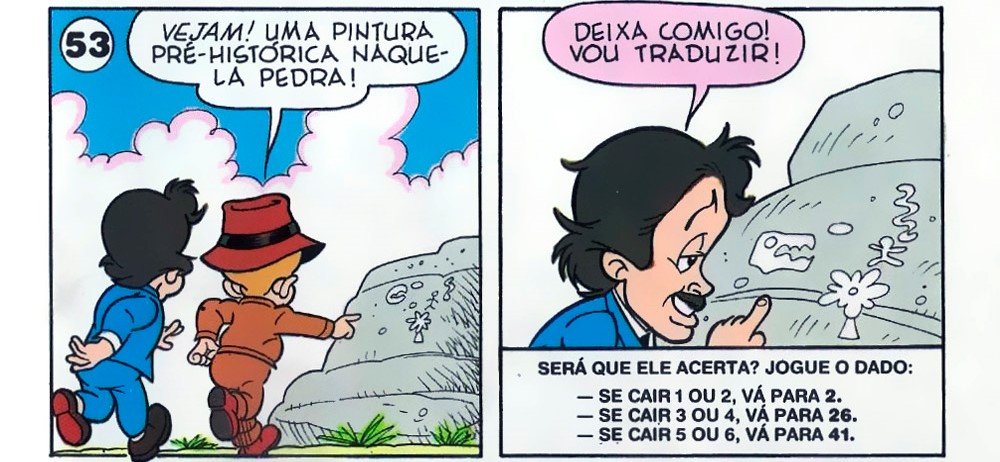 53
VEJAM! UMA PINTURA
PRÉ-HISTÓRICA NAQUE-
LA PEDRA!
DEIXA COMIGO!
VOU TRADUZIR!
SERÁ QUE ELE ACERTA? JOGUE O DADO:
— SE CAIR 1 OU 2, VÁ PARA 2.
— SE CAIR 3 OU 4, VÁ PARA 26.
— SE CAIR 5 OU 6, VÁ PARA 41.